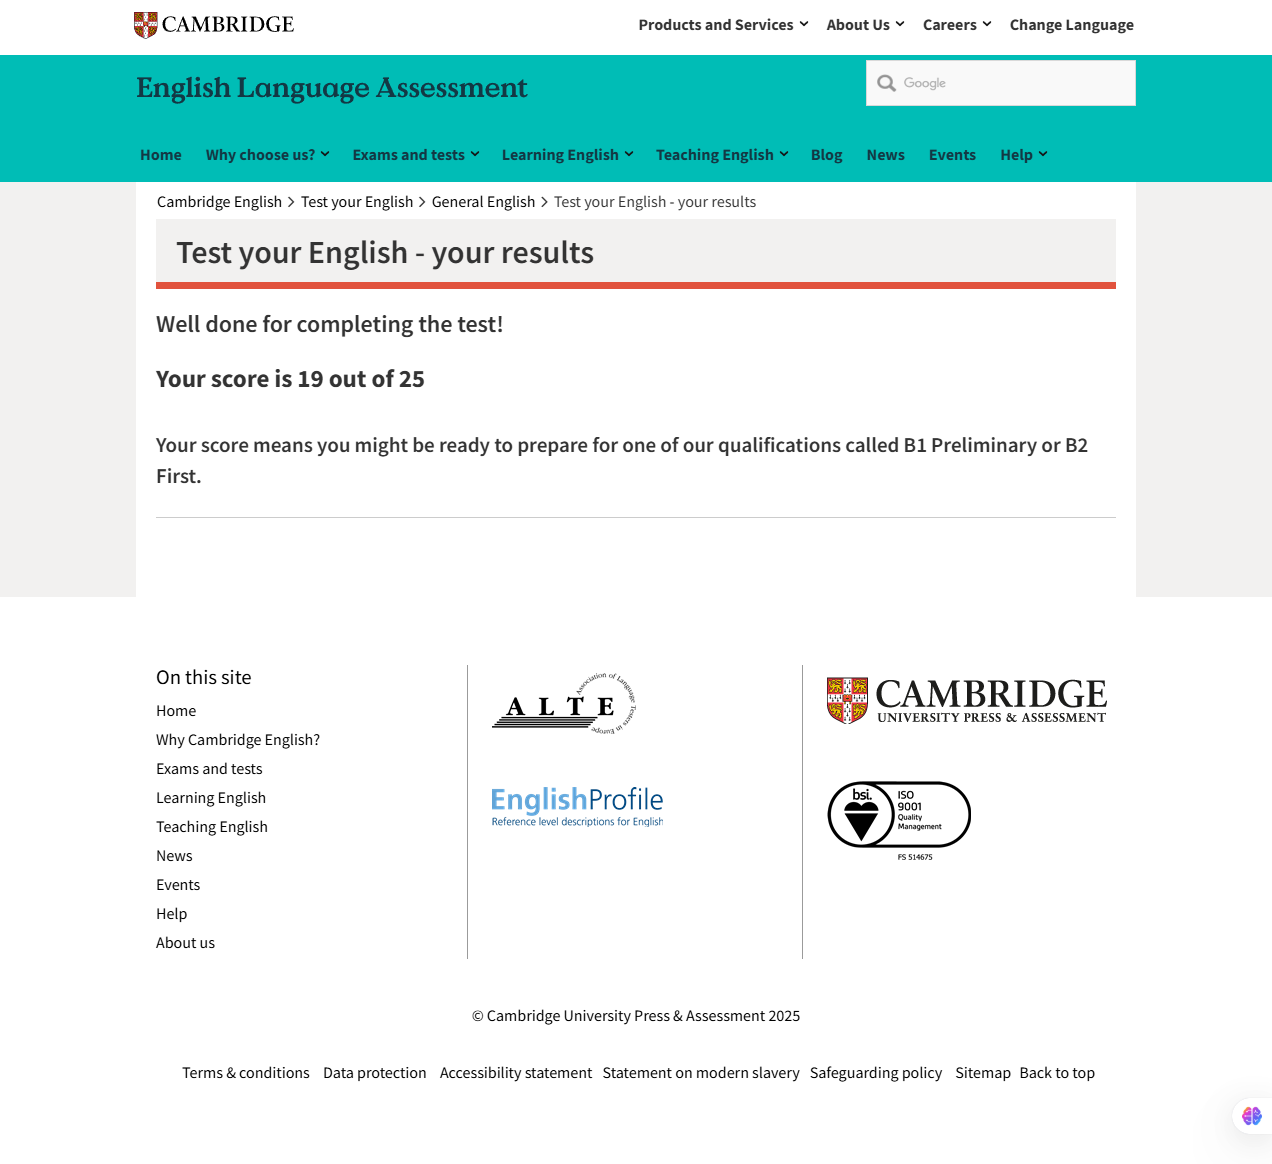 CAMBRIDGE
Products and Services About Us Careers Change Language
English Language Assessment
Google
Home Why choose us? Exams and tests Learning English Teaching English Blog News Events Help
Cambridge English > Test your English > General English > Test your English - your results
Test your English - your results
Well done for completing the test!
Your score is 19 out of 25
Your score means you might be ready to prepare for one of our qualifications called B1 Preliminary or B2
First.
On this site
Home
Why Cambridge English?
Exams and tests
Learning English
Teaching English
News
Events
Help
About us
ALTE
Association of Language Testers in Europe
EnglishProfile
Reference level descriptions for English
CAMBRIDGE
UNIVERSITY PRESS & ASSESSMENT
bsi.
ISO
9001
Quality
Management
FS 514675
© Cambridge University Press & Assessment 2025
Terms & conditions Data protection Accessibility statement Statement on modern slavery Safeguarding policy Sitemap Back to top